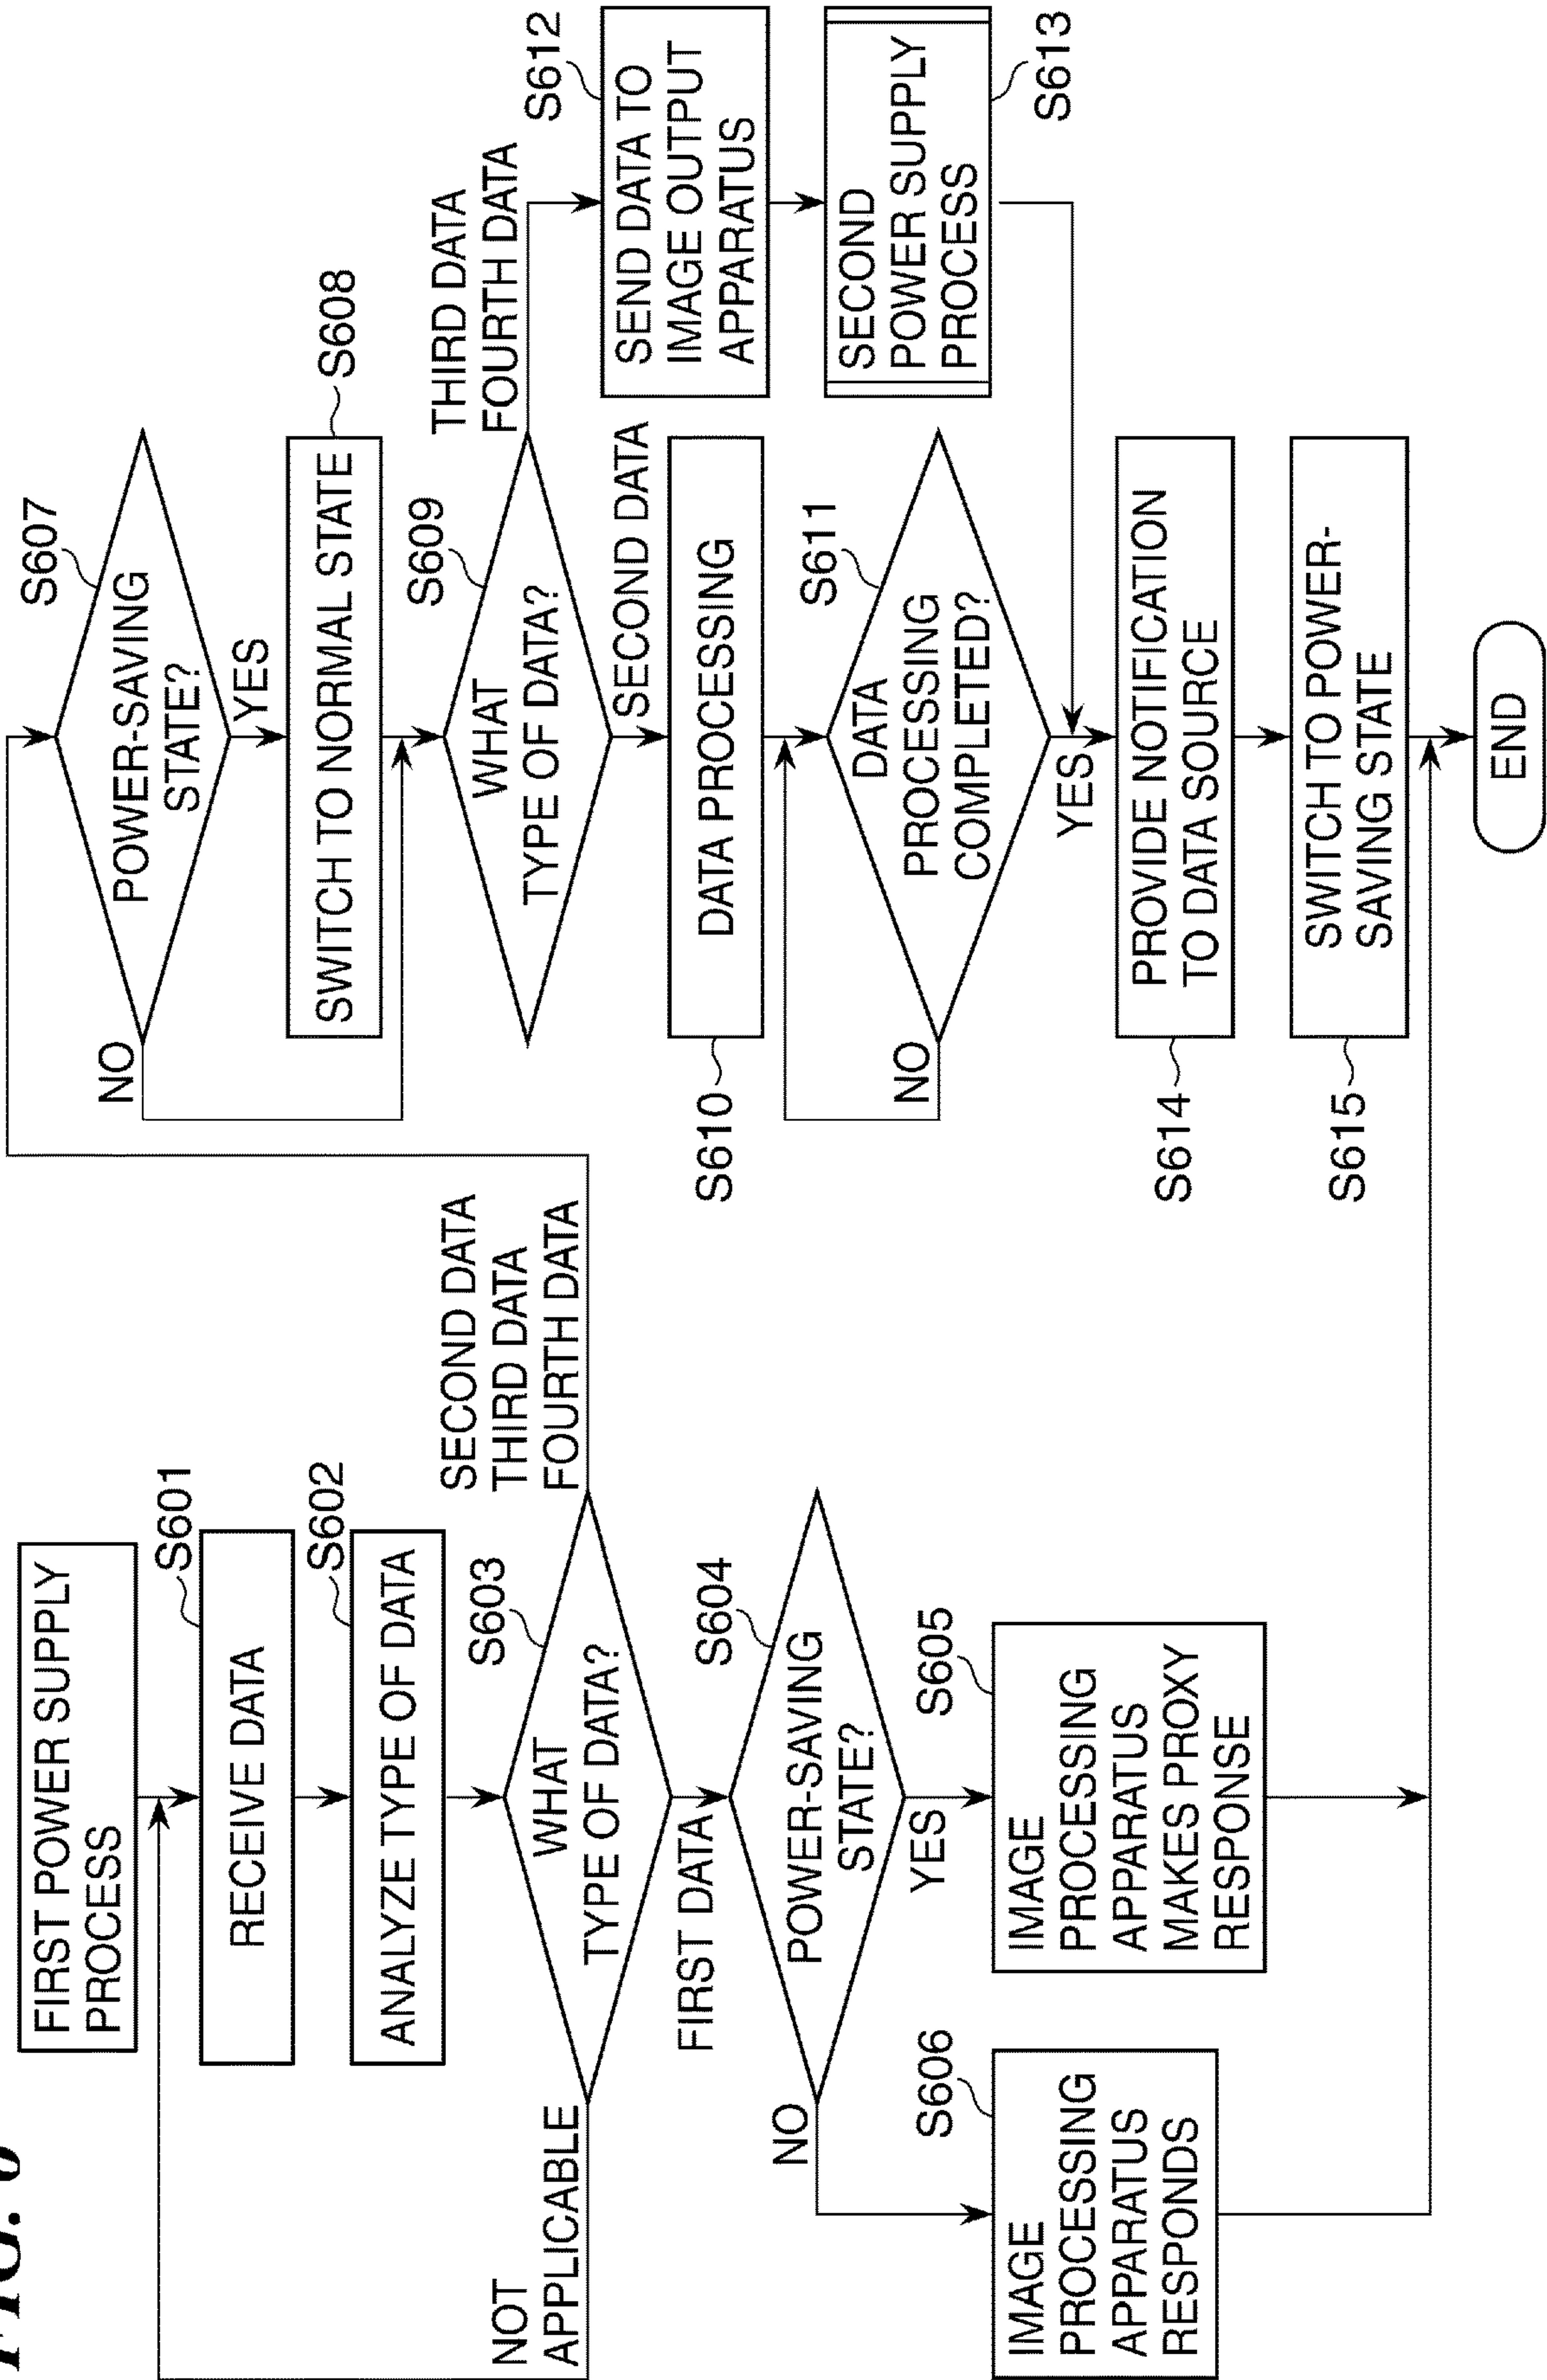 FIG. 6
FIRST POWER SUPPLY
PROCESS
S601
RECEIVE DATA
S602
ANALYZE TYPE OF DATA
S603
WHAT
TYPE OF DATA?
NOT
APPLICABLE
SECOND DATA
THIRD DATA
FOURTH DATA
FIRST DATA
S604
POWER-SAVING
STATE?
NO
YES
S605
IMAGE
PROCESSING
APPARATUS
MAKES PROXY
RESPONSE
S606
IMAGE
PROCESSING
APPARATUS
RESPONDS
S607
POWER-SAVING
STATE?
NO
YES
S608
SWITCH TO NORMAL STATE
S609
WHAT
TYPE OF DATA?
THIRD DATA
FOURTH DATA
SECOND DATA
S610
DATA PROCESSING
S611
DATA
PROCESSING
COMPLETED?
NO
YES
S612
SEND DATA TO
IMAGE OUTPUT
APPARATUS
SECOND
POWER SUPPLY
PROCESS
S613
S614
PROVIDE NOTIFICATION
TO DATA SOURCE
S615
SWITCH TO POWER-
SAVING STATE
END